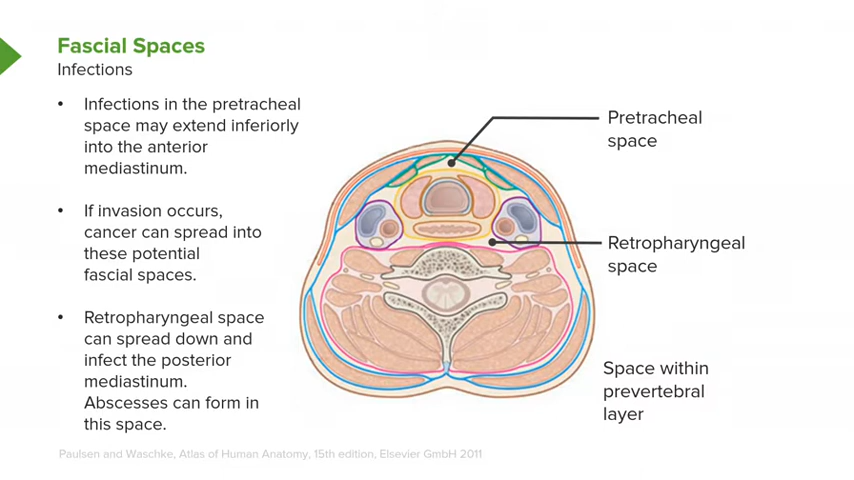 Fascial Spaces
Infections
• Infections in the pretracheal
space may extend inferiorly
into the anterior
mediastinum.
• If invasion occurs,
cancer can spread into
these potential
fascial spaces.
• Retropharyngeal space
can spread down and
infect the posterior
mediastinum.
Abscesses can form in
this space.
Pretracheal
space
Retropharyngeal
space
Space within
prevertebral
layer
Paulsen and Waschke, Atlas of Human Anatomy, 15th edition, Elsevier GmbH 2011